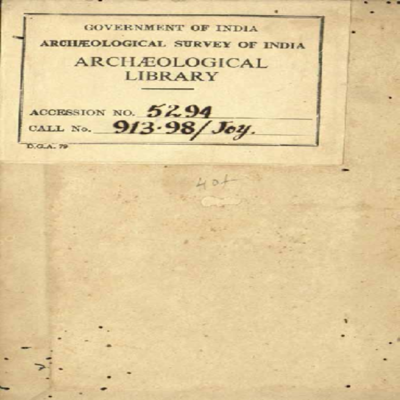 GOVERNMENT OF INDIA
ARCHÆOLOGICAL SURVEY OF INDIA
ARCHÆOLOGICAL
LIBRARY
ACCESSION NO. 5294
CALL No. 913.98/Joy.
D.G.A. 79